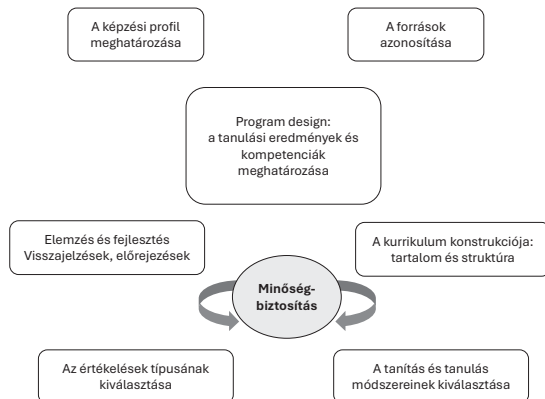 A képzési profil
meghatározása
A források
azonosítása
Program design:
a tanulási eredmények és
kompetenciák
meghatározása
Elemzés és fejlesztés
Visszajelzések, előrejezések
A kurrikulum konstrukciója:
tartalom és struktúra
Minőség-
biztosítás
Az értékelések típusának
kiválasztása
A tanítás és tanulás
módszereinek kiválasztása